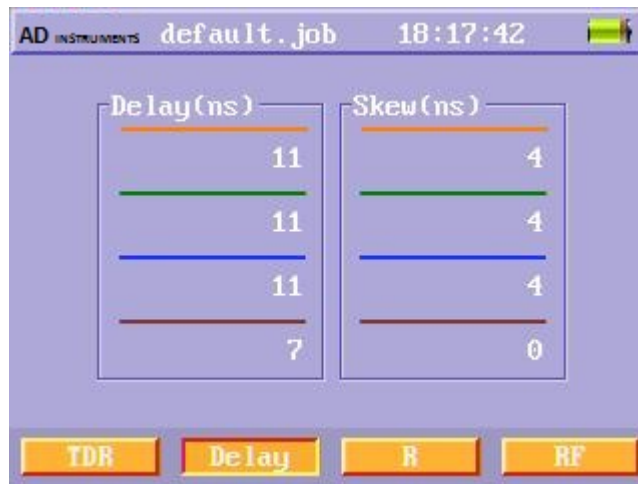 AD INSTRUMENTS default.job 18:17:42
Delay(ns) Skew(ns)
11 4
11 4
11 4
7 0
TDR Delay R RF